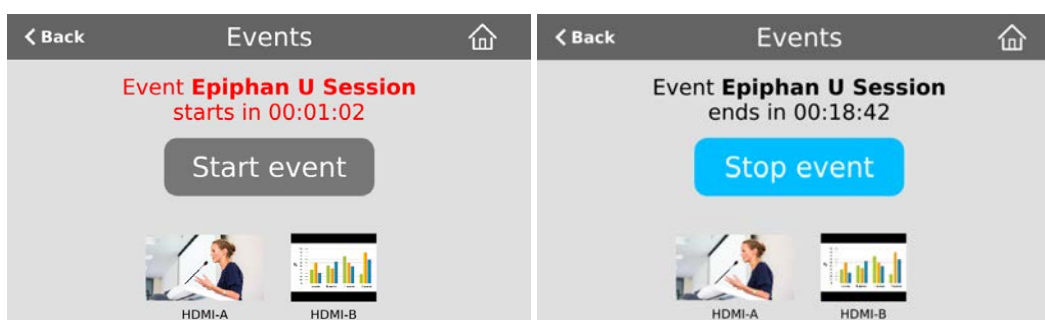 Back Events
Event Epiphan U Session
starts in 00:01:02
Start event
HDMI-A HDMI-B
Back Events
Event Epiphan U Session
ends in 00:18:42
Stop event
HDMI-A HDMI-B